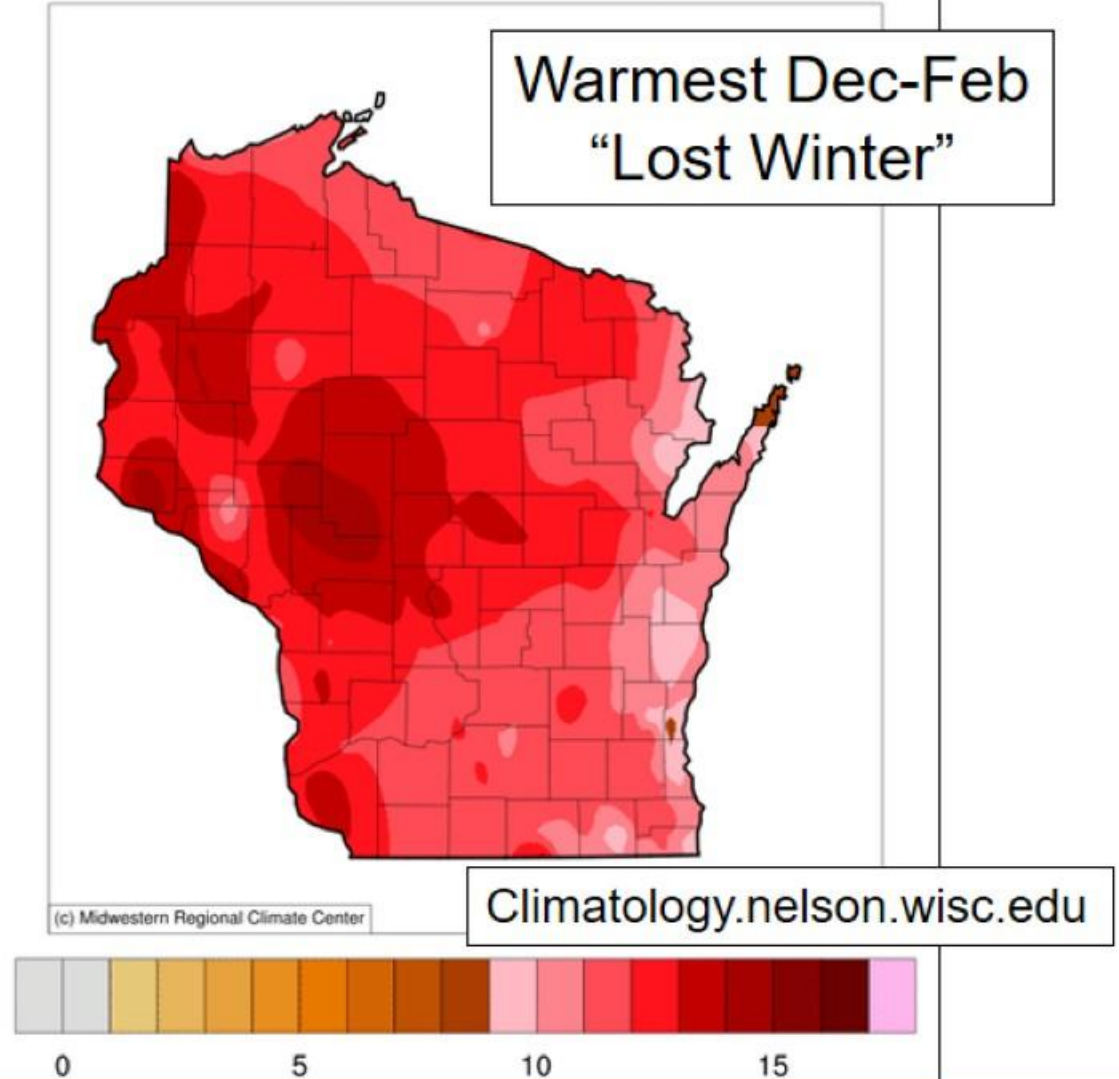 Warmest Dec-Feb
“Lost Winter”
(c) Midwestern Regional Climate Center
Climatology.nelson.wisc.edu
0 5 10 15